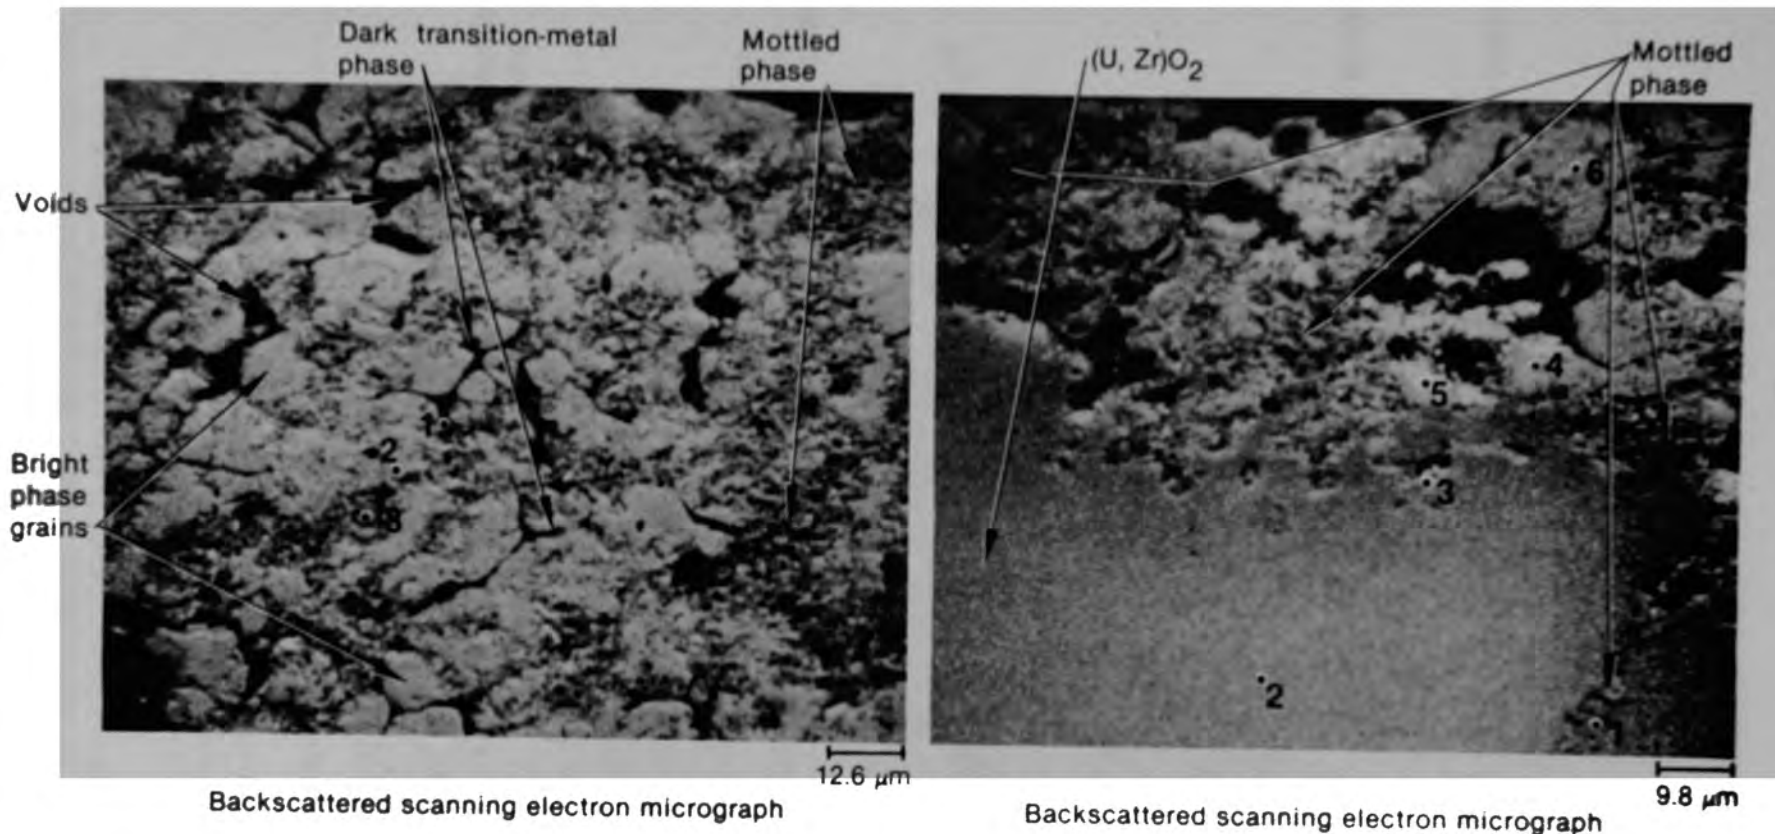 Dark transition-metal
phase
Mottled
phase
Voids
Bright
phase
grains
1
2
3
12.6 μm
Backscattered scanning electron micrograph
(U, Zr)O₂
Mottled
phase
6
4
5
3
2
1
9.8 μm
Backscattered scanning electron micrograph